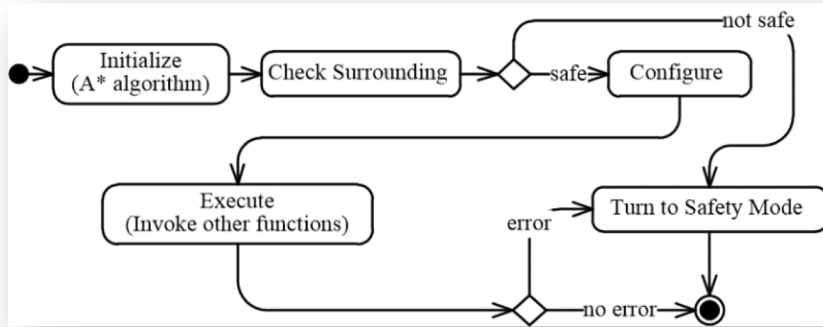 Initialize
(A* algorithm)
Check Surrounding
safe
Configure
not safe
Execute
(Invoke other functions)
error
Turn to Safety Mode
no error